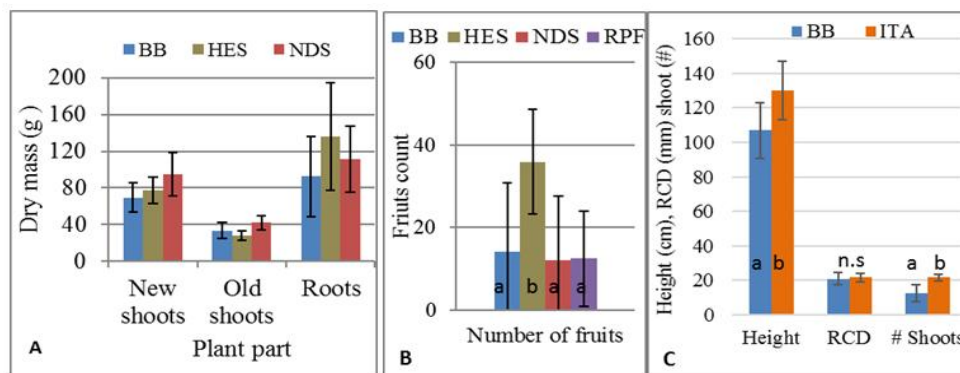 BB HES NDS
Dry mass (g )
200
160
120
80
40
0
New shoots
Old shoots
Roots
Plant part
A
BB HES NDS RPF
Friuts count
60
40
20
0
a b a a
Number of fruits
B
BB ITA
Height (cm), RCD (mm) shoot (#)
160
140
120
100
80
60
40
20
0
a b
n.s
a b
Height RCD # Shoots
C